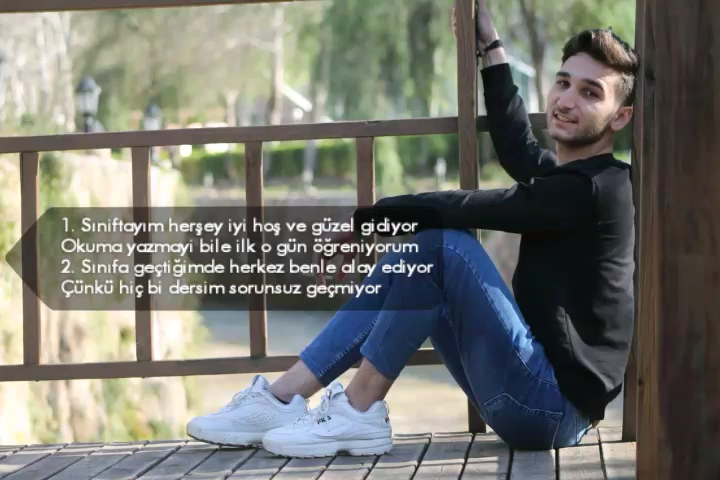 1. Sınıftayım herşey iyi hoş ve güzel gidiyor
Okuma yazmayi bile ilk o gün öğreniyorum
2. Sınıfa geçtiğimde herkez benle alay ediyor
Çünkü hiç bi dersim sorunsuz geçmiyor